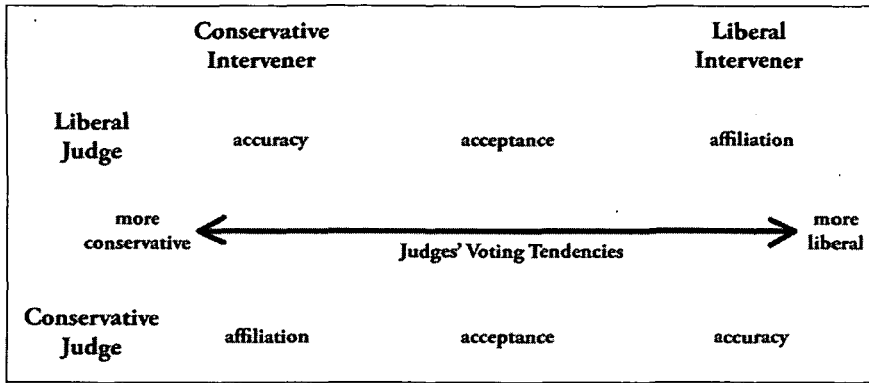 Conservative Intervener
Liberal Intervener
Liberal Judge
accuracy acceptance affiliation
more conservative
more liberal
Judges' Voting Tendencies
Conservative Judge
affiliation acceptance accuracy